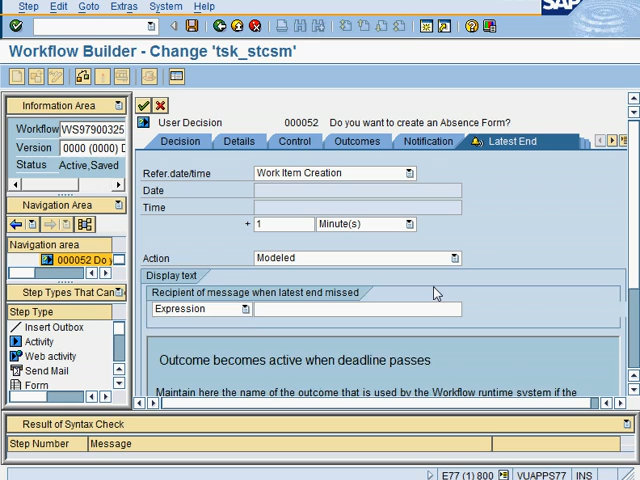 Step Edit Goto Extras System Help
SAP
Workflow Builder - Change 'tsk_stcsm'
Information Area
Workflow WS97900325
Version 0000 (0000)
Status Active,Saved
Navigation Area
Navigation area
000052 Do
Step Types That Can
Step Type
Insert Outbox
Activity
Web activity
Send Mail
Form
User Decision 000052 Do you want to create an Absence Form?
Decision Details Control Outcomes Notification Latest End
Refer.date/time Work Item Creation
Date
Time
+ 1 Minute(s)
Action Modeled
Display text
Recipient of message when latest end missed
Expression
Outcome becomes active when deadline passes
Maintain here the name of the outcome that is used by the Workflow runtime system if the
Result of Syntax Check
Step Number Message
E77 (1) 800 VUAPPS77 INS